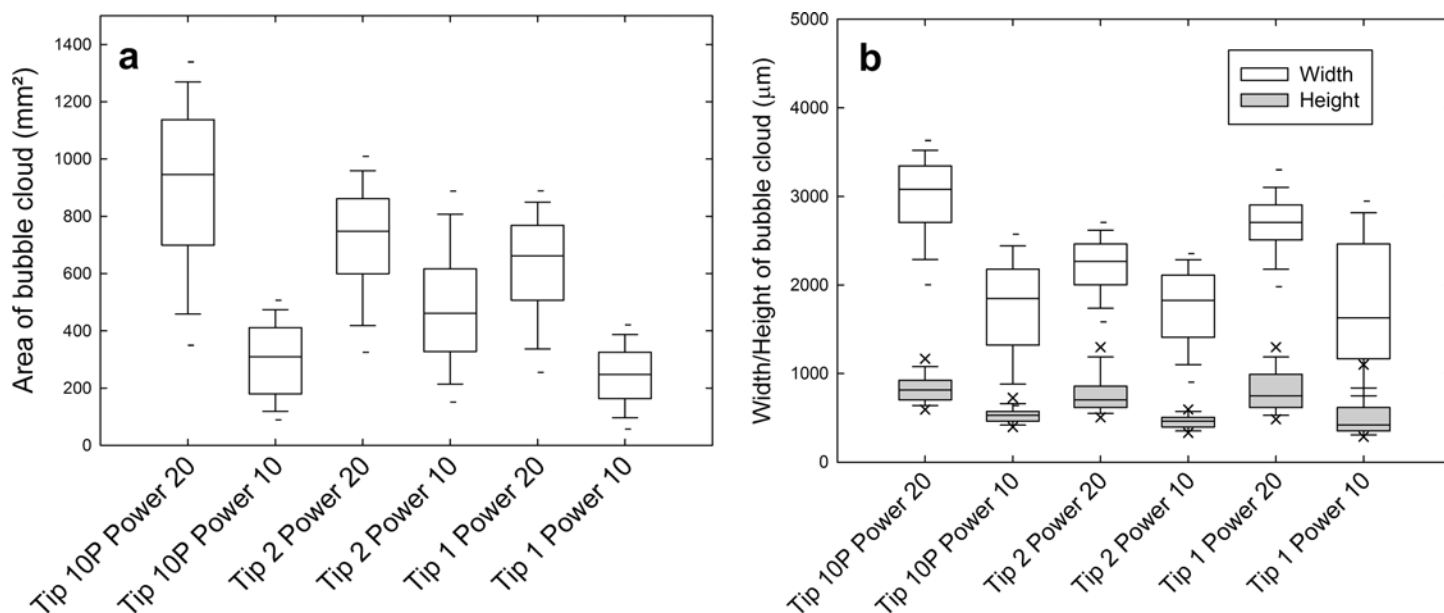 a
Area of bubble cloud (mm²)
1400
1200
1000
800
600
400
200
0
Tip 10P Power 20
Tip 10P Power 10
Tip 2 Power 20
Tip 2 Power 10
Tip 1 Power 20
Tip 1 Power 10
b
Width/Height of bubble cloud (μm)
5000
4000
3000
2000
1000
0
Width
Height
Tip 10P Power 20
Tip 10P Power 10
Tip 2 Power 20
Tip 2 Power 10
Tip 1 Power 20
Tip 1 Power 10